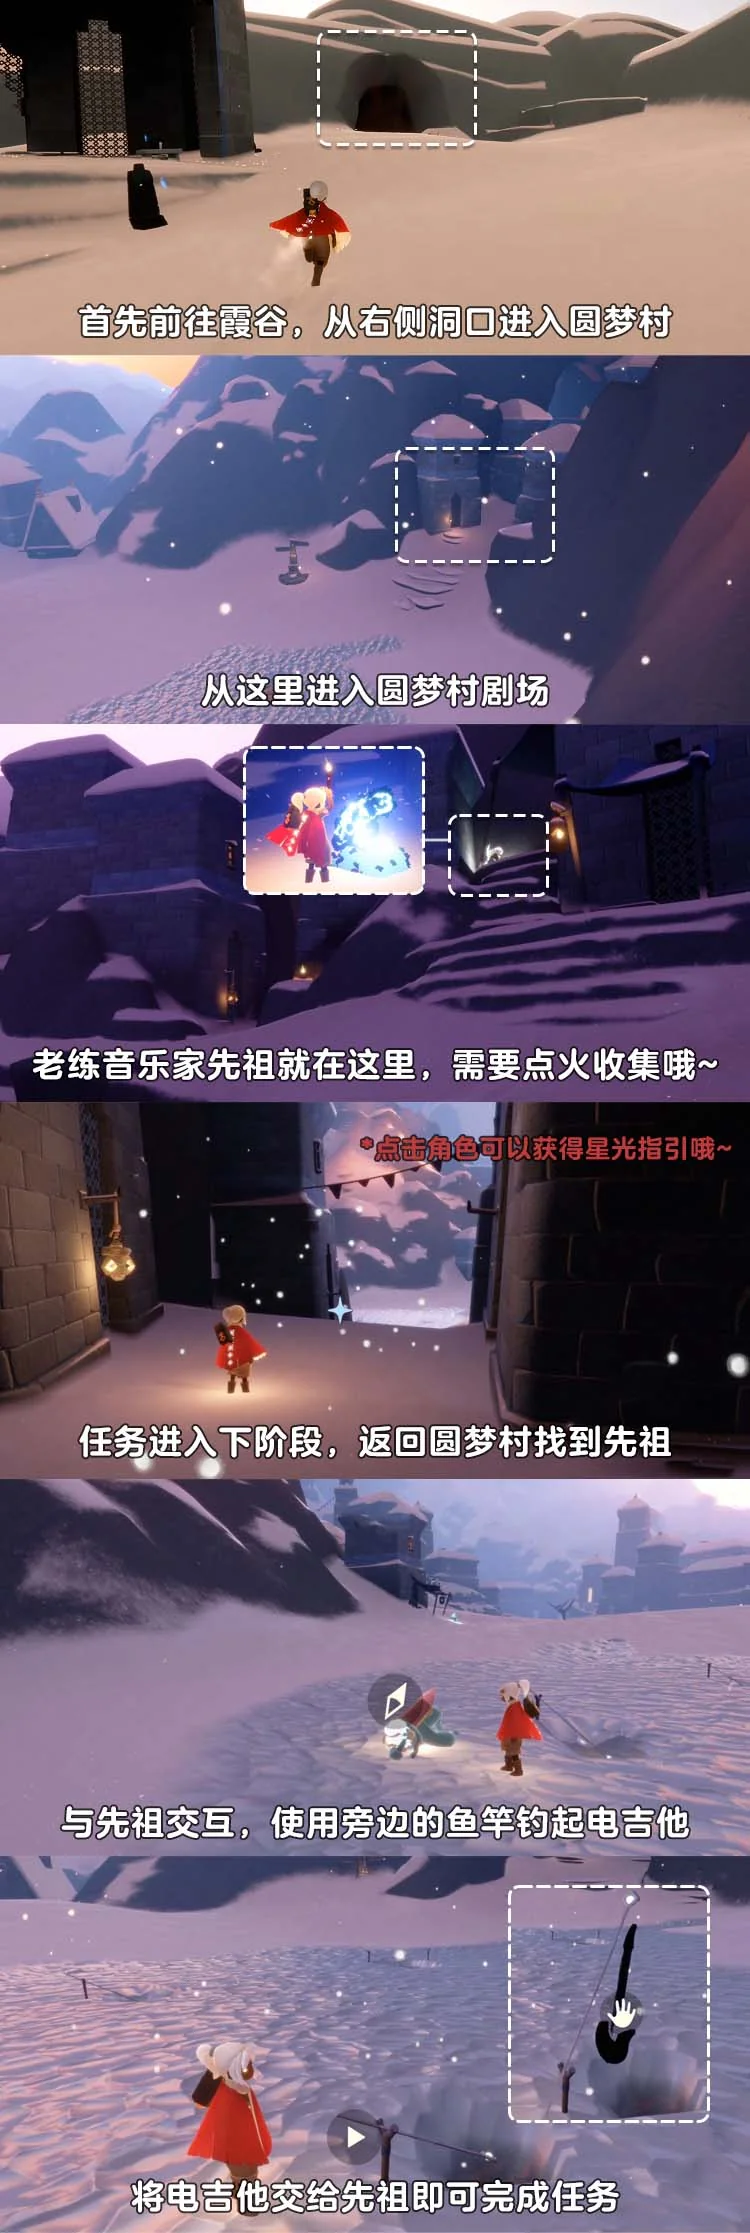 首先前往霞谷，从右侧洞口进入圆梦村
从这里进入圆梦村剧场
老练音乐家先祖就在这里，需要点火收集哦~
*点击角色可以获得星光指引哦~
任务进入下阶段，返回圆梦村找到先祖
与先祖交互，使用旁边的鱼竿钓起电吉他
将电吉他交给先祖即可完成任务